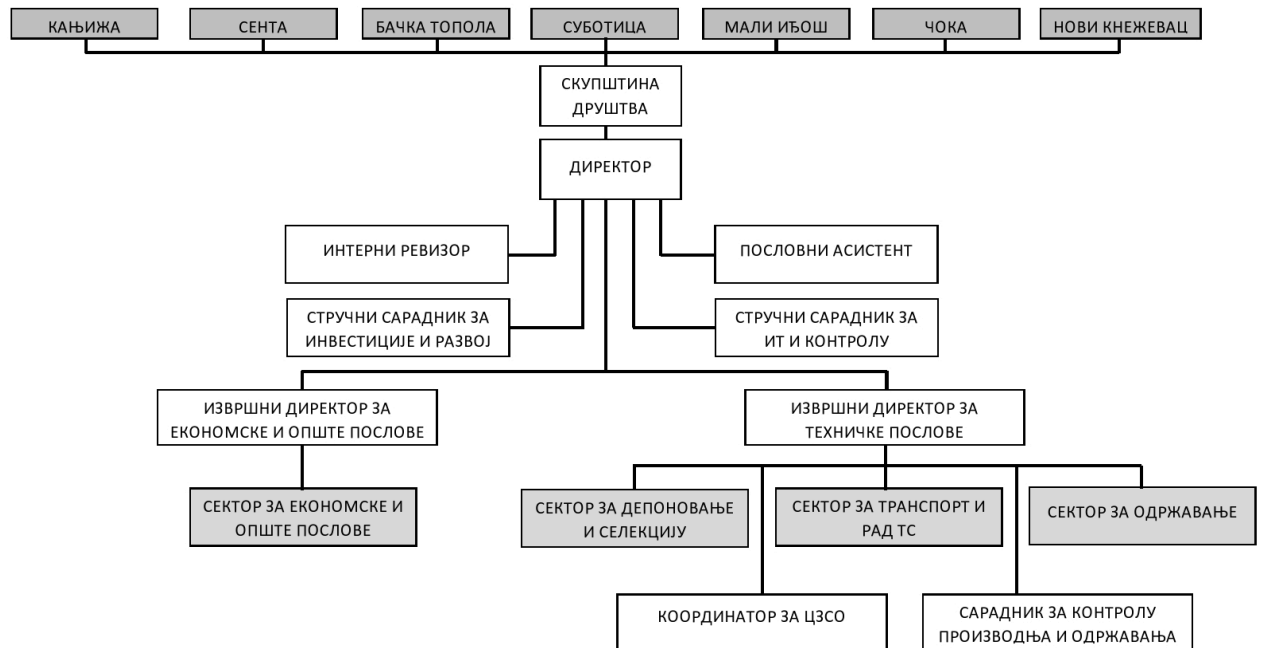 КАЊИЖА
СЕНТА
БАЧКА ТОПОЛА
СУБОТИЦА
МАЛИ ИЂОШ
ЧОКА
НОВИ КНЕЖЕВАЦ
СКУПШТИНА
ДРУШТВА
ДИРЕКТОР
ИНТЕРНИ РЕВИЗОР
ПОСЛОВНИ АСИСТЕНТ
СТРУЧНИ САРАДНИК ЗА
ИНВЕСТИЦИЈЕ И РАЗВОЈ
СТРУЧНИ САРАДНИК ЗА
ИТ И КОНТРОЛУ
ИЗВРШНИ ДИРЕКТОР ЗА
ЕКОНОМСКЕ И ОПШТЕ ПОСЛОВЕ
ИЗВРШНИ ДИРЕКТОР ЗА
ТЕХНИЧКЕ ПОСЛОВЕ
СЕКТОР ЗА ЕКОНОМСКЕ И
ОПШТЕ ПОСЛОВЕ
СЕКТОР ЗА ДЕПОНОВАЊЕ
И СЕЛЕКЦИЈУ
СЕКТОР ЗА ТРАНСПОРТ И
РАД ТС
СЕКТОР ЗА ОДРЖАВАЊЕ
КООРДИНАТОР ЗА ЦЗСО
САРАДНИК ЗА КОНТРОЛУ
ПРОИЗВОДЊА И ОДРЖАВАЊА